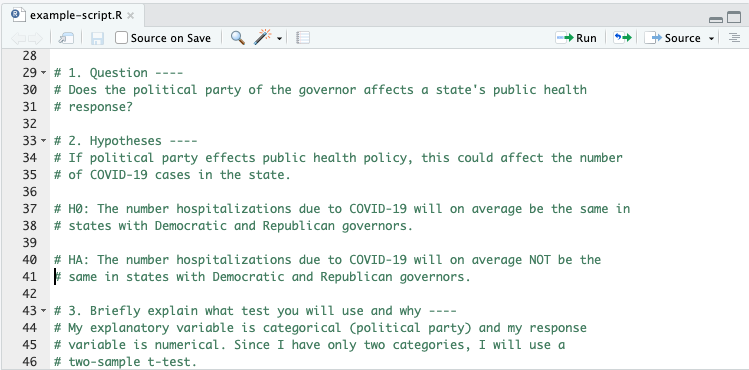 example-script.R
Source on Save
Run
Source
28
29 # 1. Question ----
30 # Does the political party of the governor affects a state's public health
31 # response?
32
33 # 2. Hypotheses ----
34 # If political party effects public health policy, this could affect the number
35 # of COVID-19 cases in the state.
36
37 # H0: The number hospitalizations due to COVID-19 will on average be the same in
38 # states with Democratic and Republican governors.
39
40 # HA: The number hospitalizations due to COVID-19 will on average NOT be the
41 # same in states with Democratic and Republican governors.
42
43 # 3. Briefly explain what test you will use and why ----
44 # My explanatory variable is categorical (political party) and my response
45 # variable is numerical. Since I have only two categories, I will use a
46 # two-sample t-test.